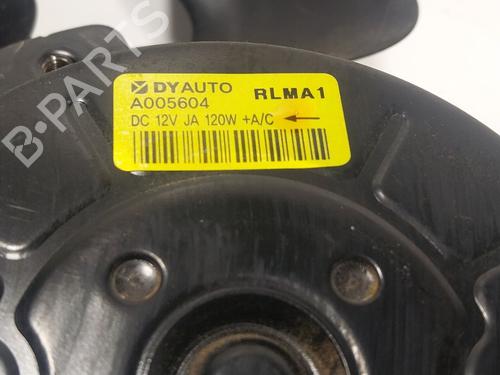 DYAUTO
A005604
RLMA1
DC 12V JA 120W +A/C
B-PARTS